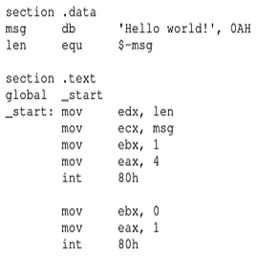 section .data
msg     db      'Hello world!', 0AH
len     equ     $-msg

section .text
global  _start
_start: mov     edx, len
        mov     ecx, msg
        mov     ebx, 1
        mov     eax, 4
        int     80h

        mov     ebx, 0
        mov     eax, 1
        int     80h